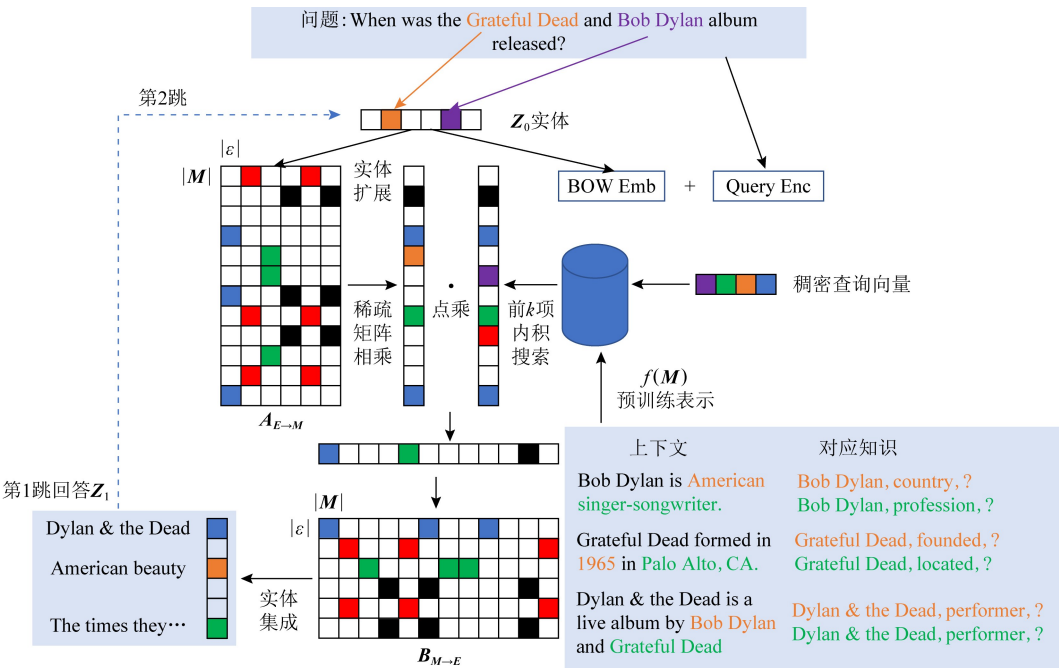 问题: When was the Grateful Dead and Bob Dylan album
released?
第2跳
Z₀实体
|ε|
|M|
实体
扩展
BOW Emb
+
Query Enc
稀疏
矩阵
相乘
·
点乘
前k项
内积
搜索
稠密查询向量
f(M)
预训练表示
A_{E→M}
上下文
对应知识
Bob Dylan is American
singer-songwriter.
Bob Dylan, country, ?
Bob Dylan, profession, ?
Grateful Dead formed in
1965 in Palo Alto, CA.
Grateful Dead, founded, ?
Grateful Dead, located, ?
Dylan & the Dead is a
live album by Bob Dylan
and Grateful Dead
Dylan & the Dead, performer, ?
Dylan & the Dead, performer, ?
第1跳回答Z₁
Dylan & the Dead
American beauty
The times they…
实体
集成
|M|
|ε|
B_{M→E}